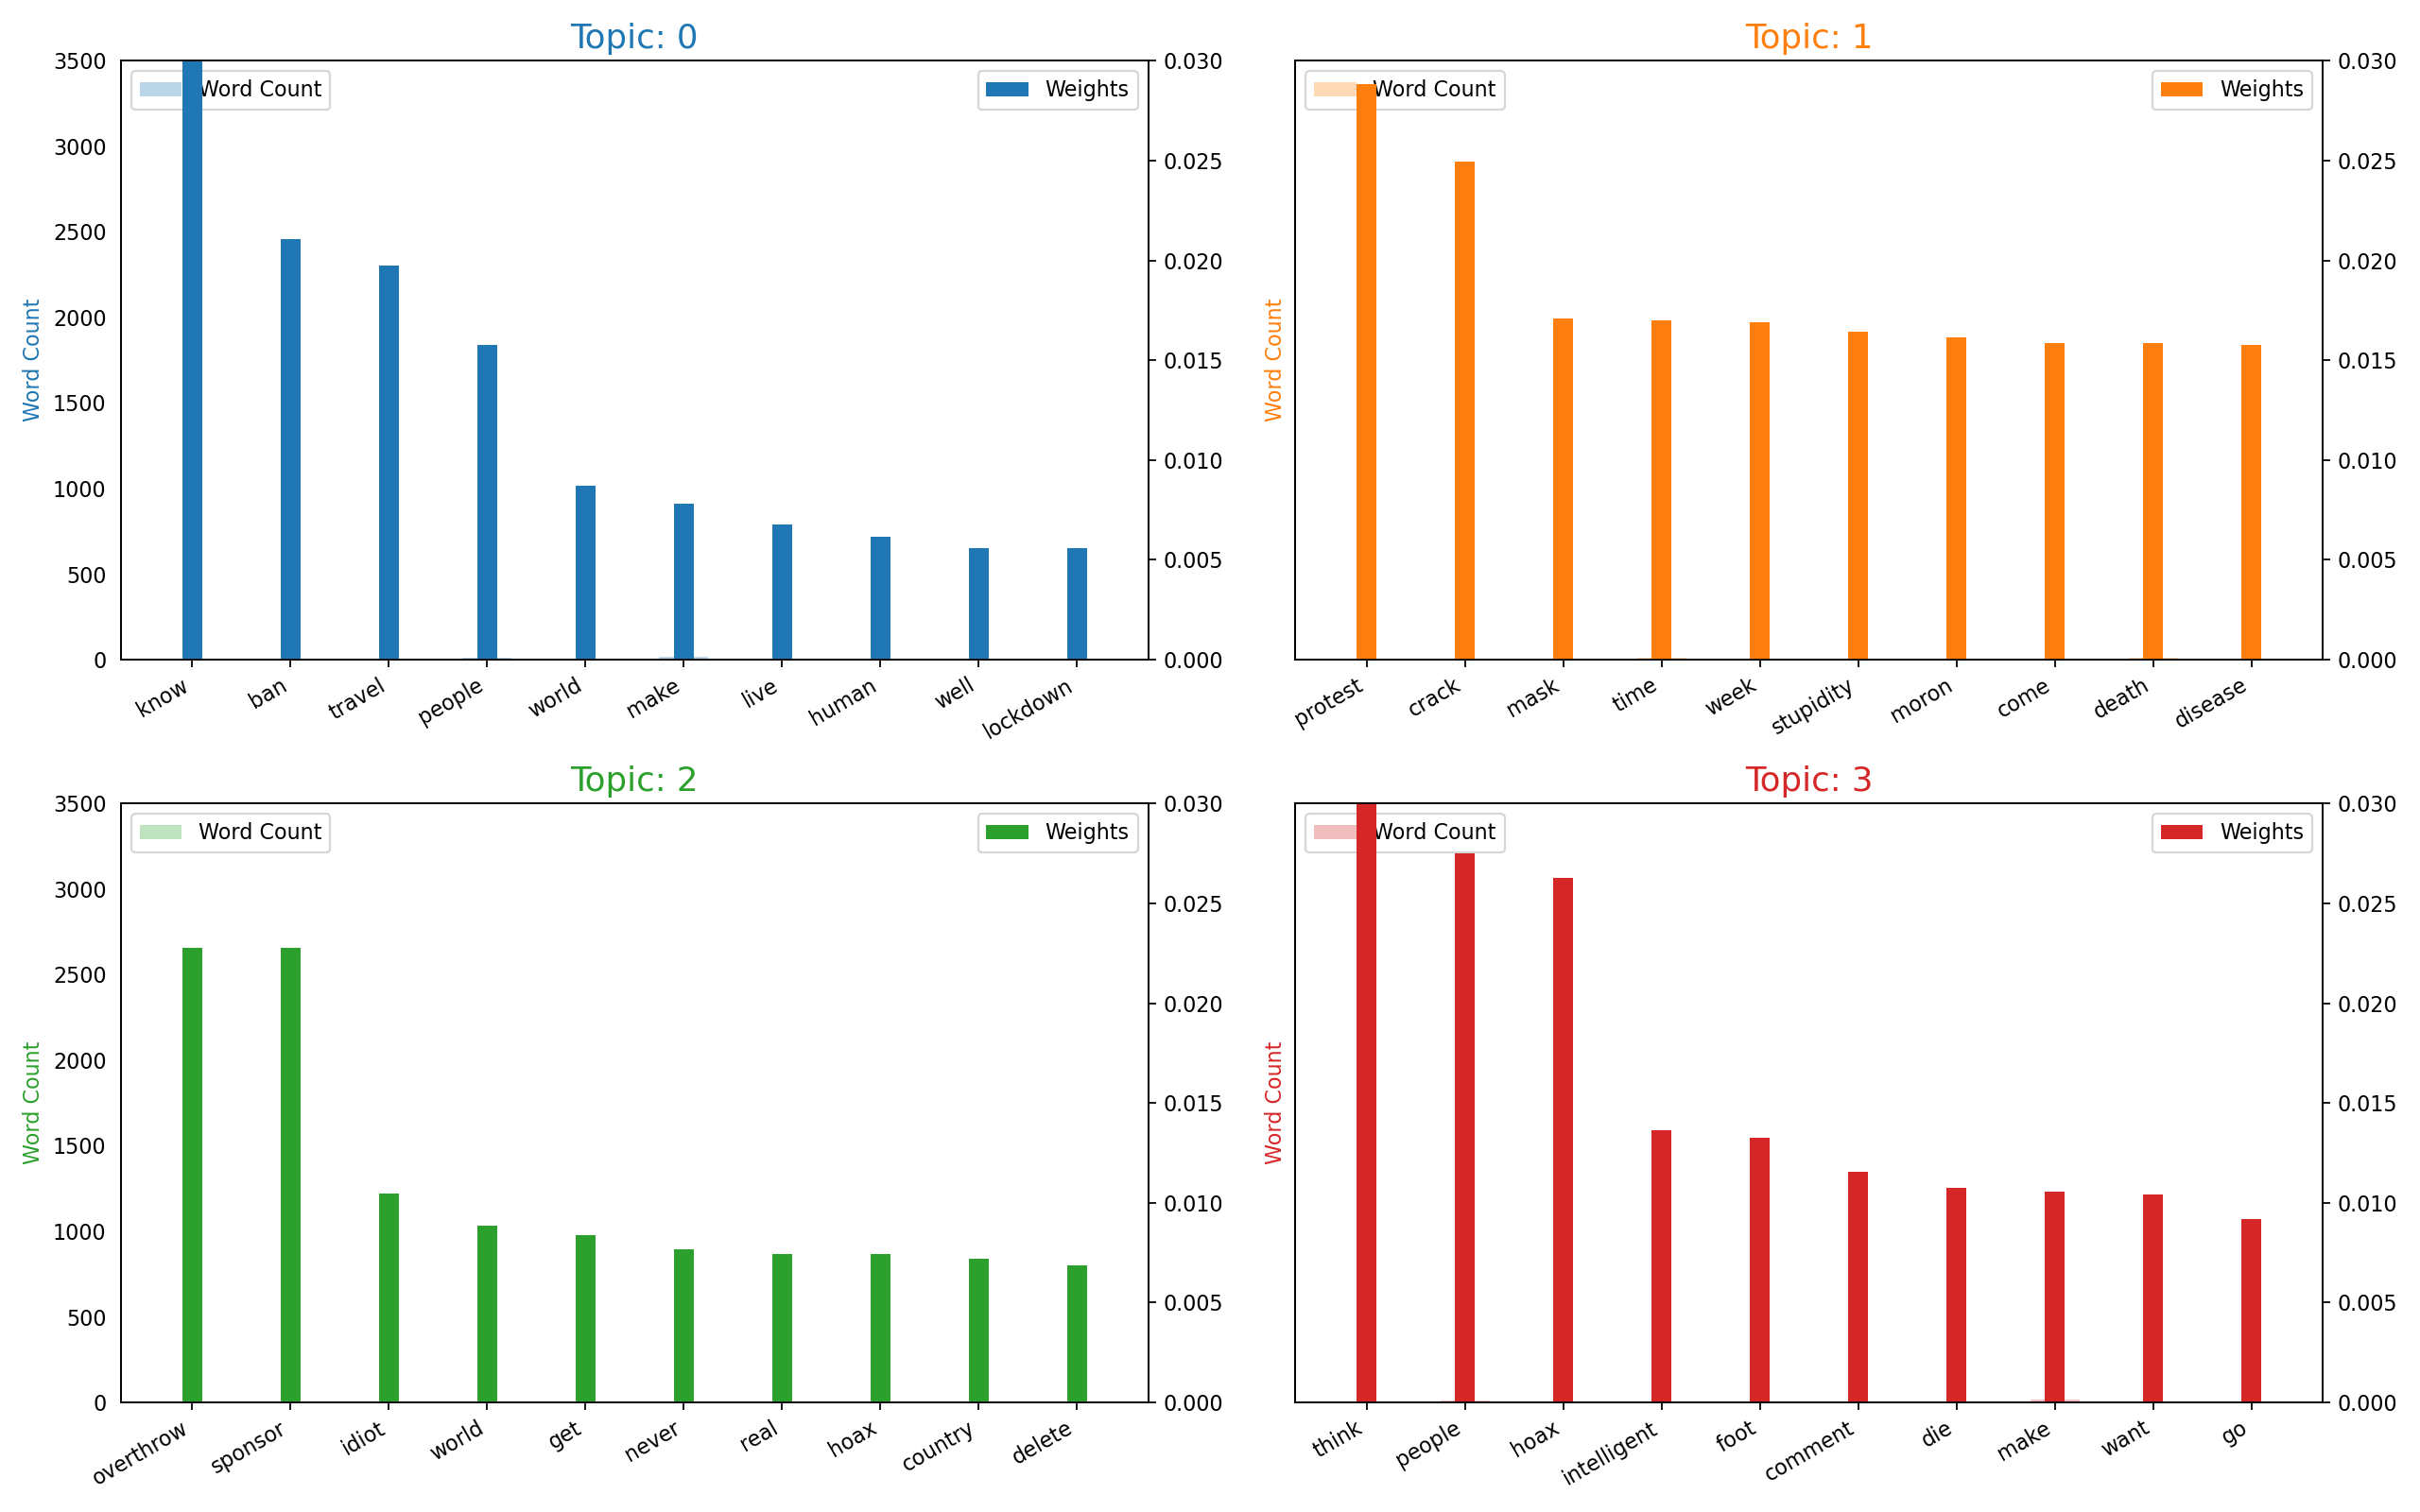 Topic: 0
Word Count
Weights
Word Count
3500
3000
2500
2000
1500
1000
500
0
0.030
0.025
0.020
0.015
0.010
0.005
0.000
know
ban
travel
people
world
make
live
human
well
lockdown
Topic: 1
Word Count
Weights
Word Count
0.030
0.025
0.020
0.015
0.010
0.005
0.000
protest
crack
mask
time
week
stupidity
moron
come
death
disease
Topic: 2
Word Count
Weights
Word Count
3500
3000
2500
2000
1500
1000
500
0
0.030
0.025
0.020
0.015
0.010
0.005
0.000
overthrow
sponsor
idiot
world
get
never
real
hoax
country
delete
Topic: 3
Word Count
Weights
Word Count
0.030
0.025
0.020
0.015
0.010
0.005
0.000
think
people
hoax
intelligent
foot
comment
die
make
want
go